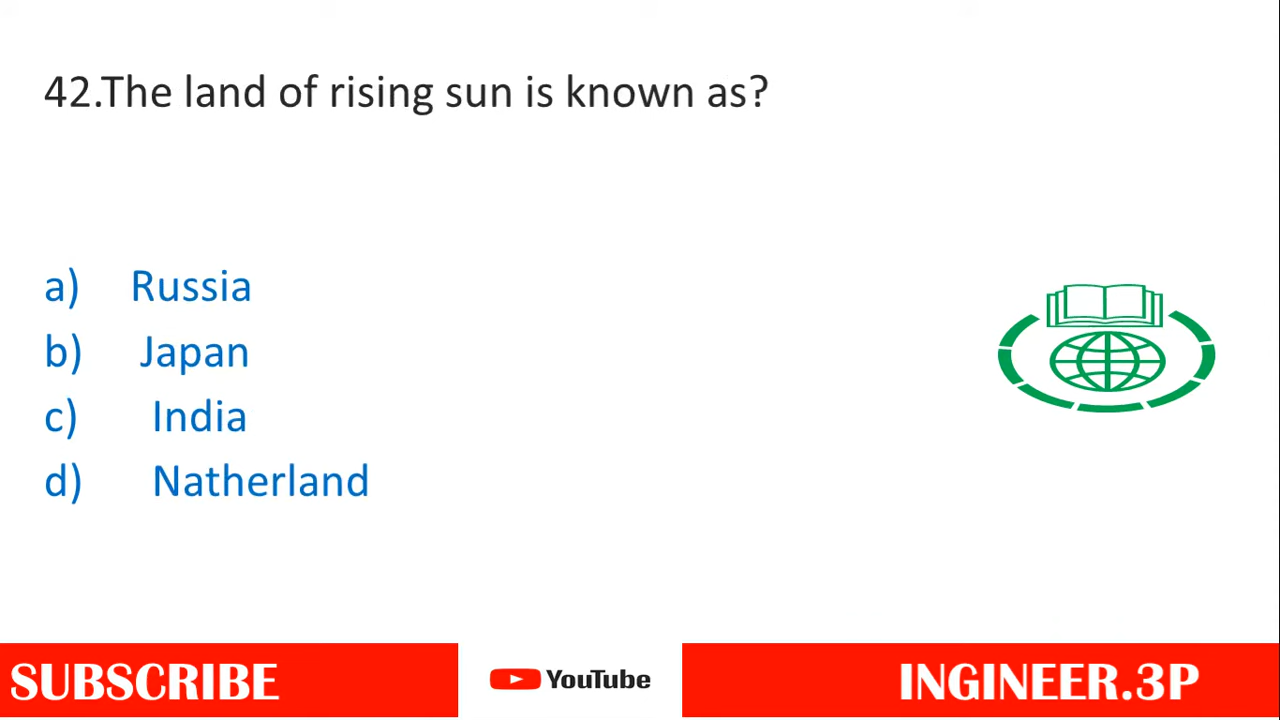 42.The land of rising sun is known as?
a) Russia
b) Japan
c) India
d) Natherland
SUBSCRIBE YouTube INGINEER.3P